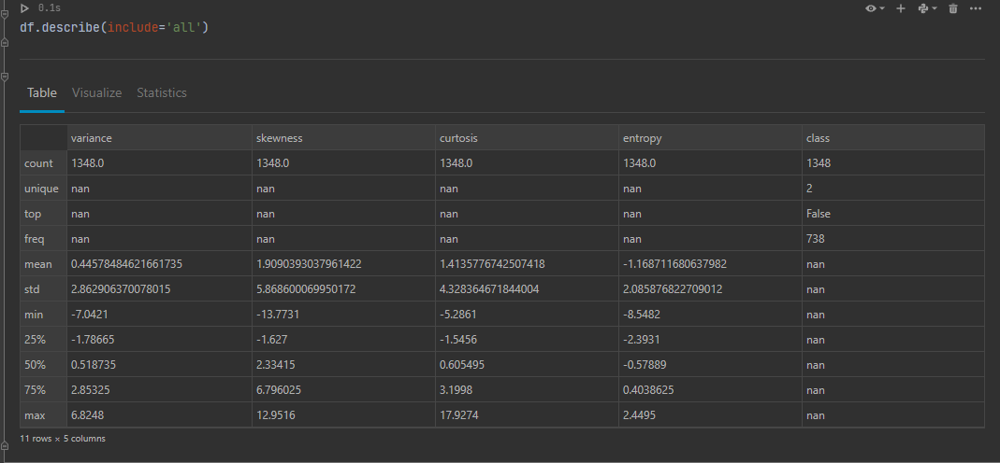 0.1s
df.describe(include='all')
Table Visualize Statistics
variance skewness curtosis entropy class
count 1348.0 1348.0 1348.0 1348.0 1348
unique nan nan nan nan 2
top nan nan nan nan False
freq nan nan nan nan 738
mean 0.44578484621661735 1.9090393037961422 1.4135776742507418 -1.168711680637982 nan
std 2.862906370078015 5.868600069950172 4.328364671844004 2.085876822709012 nan
min -7.0421 -13.7731 -5.2861 -8.5482 nan
25% -1.78665 -1.627 -1.5456 -2.3931 nan
50% 0.518735 2.33415 0.605495 -0.57889 nan
75% 2.85325 6.796025 3.1998 0.4038625 nan
max 6.8248 12.9516 17.9274 2.4495 nan
11 rows × 5 columns